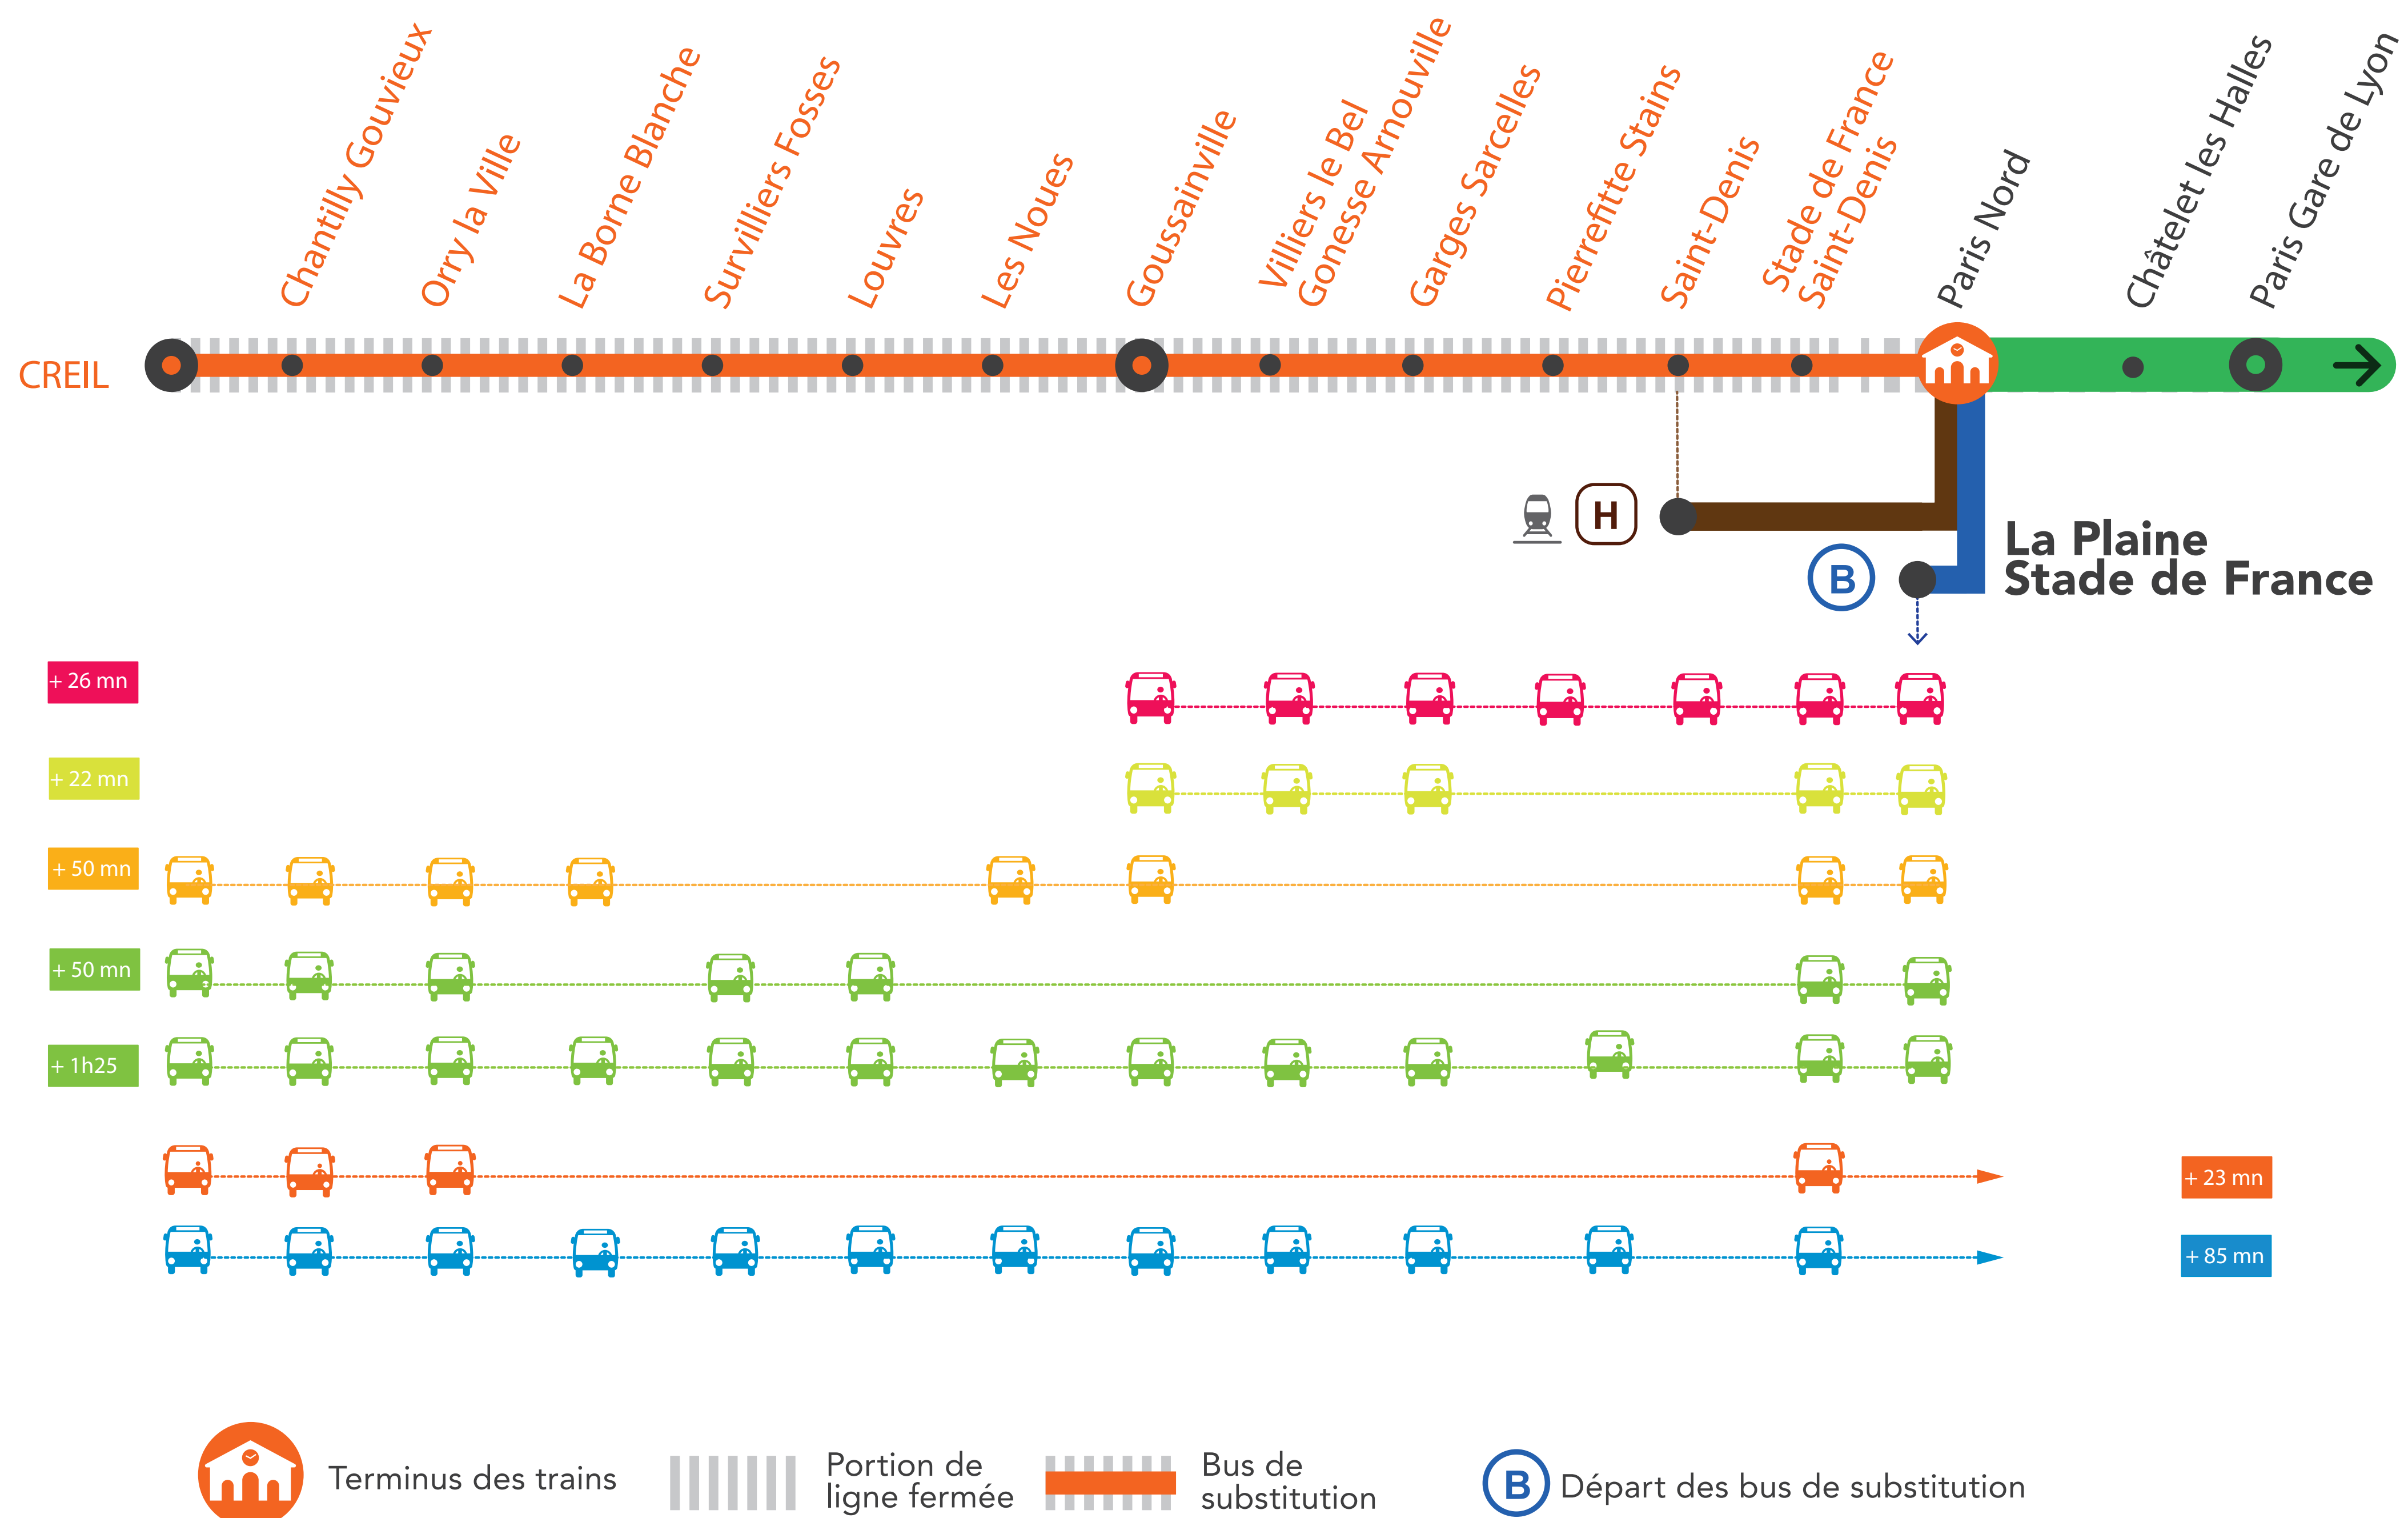 Chantilly Gouvieux
Orry la Ville
La Borne Blanche
Survilliers Fosses
Louvres
Les Noues
Goussainville
Villiers le Bel
Gonesse Arnouville
Garges Sarcelles
Pierrefitte Stains
Saint-Denis
Stade de France
Saint-Denis
Paris Nord
Châtelet les Halles
Paris Gare de Lyon
CREIL
H
B
La Plaine
Stade de France
+ 26 mn
+ 22 mn
+ 50 mn
+ 50 mn
+ 1h25
+ 23 mn
+ 85 mn
Terminus des trains
Portion de
ligne fermée
Bus de
substitution
B
Départ des bus de substitution